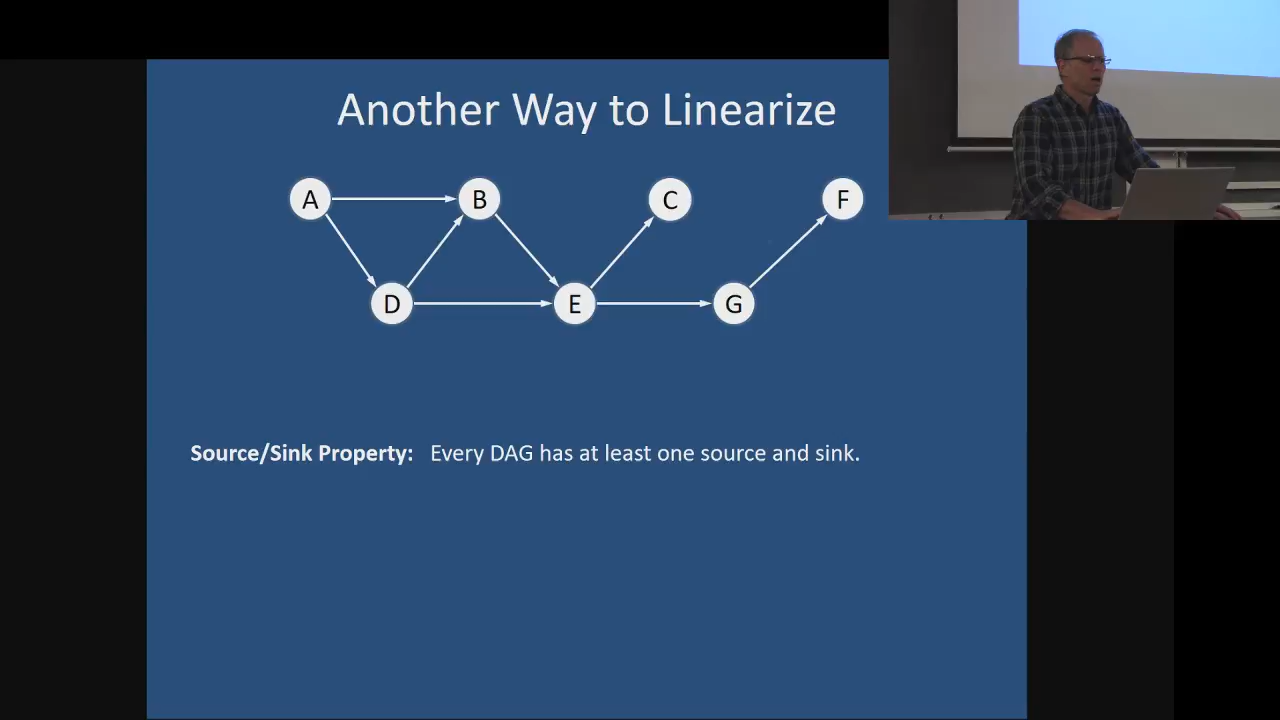 Another Way to Linearize
A B C F
D E G
Source/Sink Property: Every DAG has at least one source and sink.